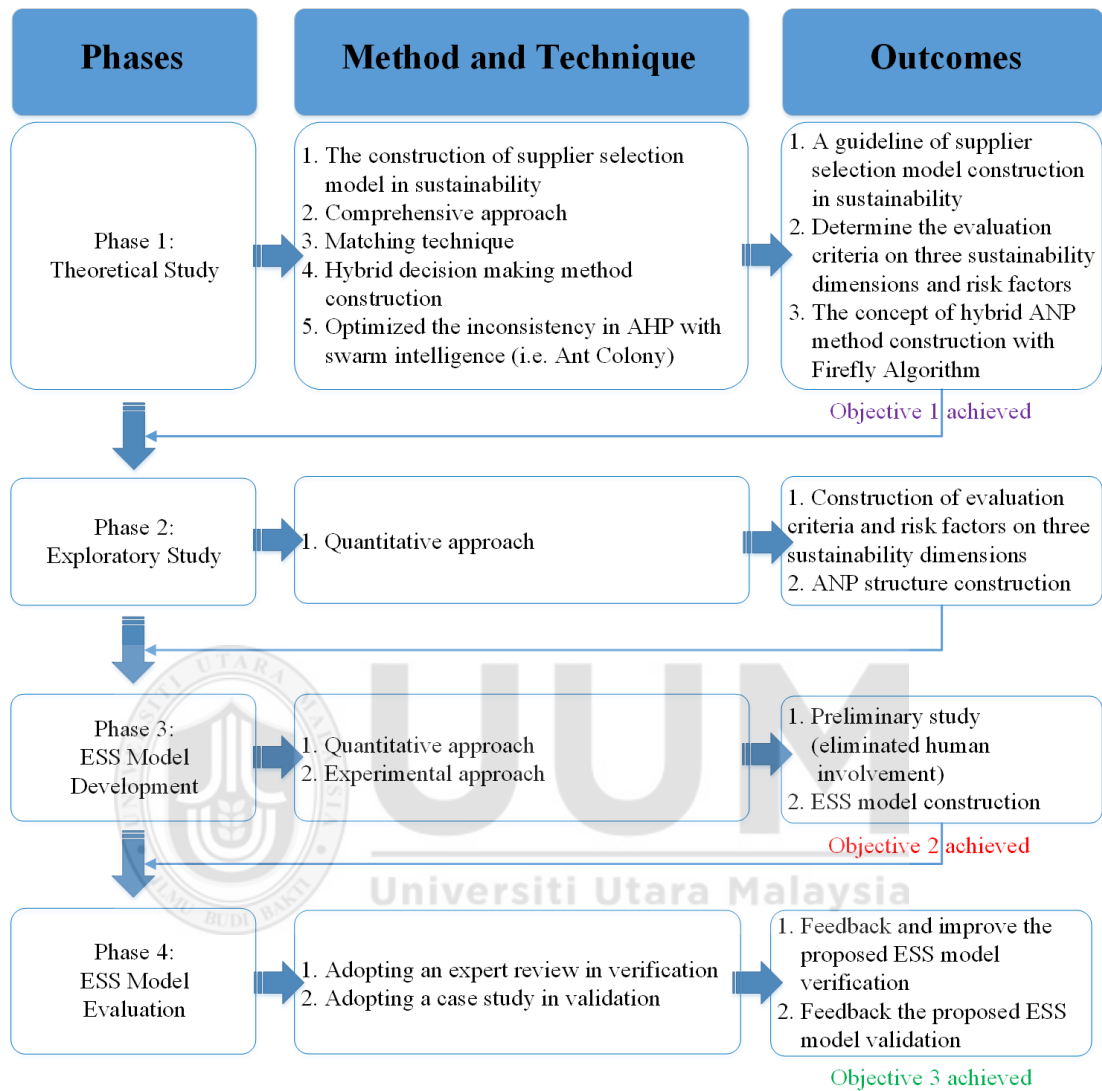 Phases
Method and Technique
Outcomes
Phase 1:
Theoretical Study
1. The construction of supplier selection
model in sustainability
2. Comprehensive approach
3. Matching technique
4. Hybrid decision making method
construction
5. Optimized the inconsistency in AHP with
swarm intelligence (i.e. Ant Colony)
1. A guideline of supplier
selection model construction
in sustainability
2. Determine the evaluation
criteria on three sustainability
dimensions and risk factors
3. The concept of hybrid ANP
method construction with
Firefly Algorithm
Objective 1 achieved
Phase 2:
Exploratory Study
1. Quantitative approach
1. Construction of evaluation
criteria and risk factors on three
sustainability dimensions
2. ANP structure construction
Phase 3:
ESS Model
Development
1. Quantitative approach
2. Experimental approach
1. Preliminary study
(eliminated human
involvement)
2. ESS model construction
Objective 2 achieved
Phase 4:
ESS Model
Evaluation
1. Adopting an expert review in verification
2. Adopting a case study in validation
1. Feedback and improve the
proposed ESS model
verification
2. Feedback the proposed ESS
model validation
Objective 3 achieved
UNIVERSITI UTARA MALAYSIA
ILMU BUDI BAKTI
UUM
Universiti Utara Malaysia